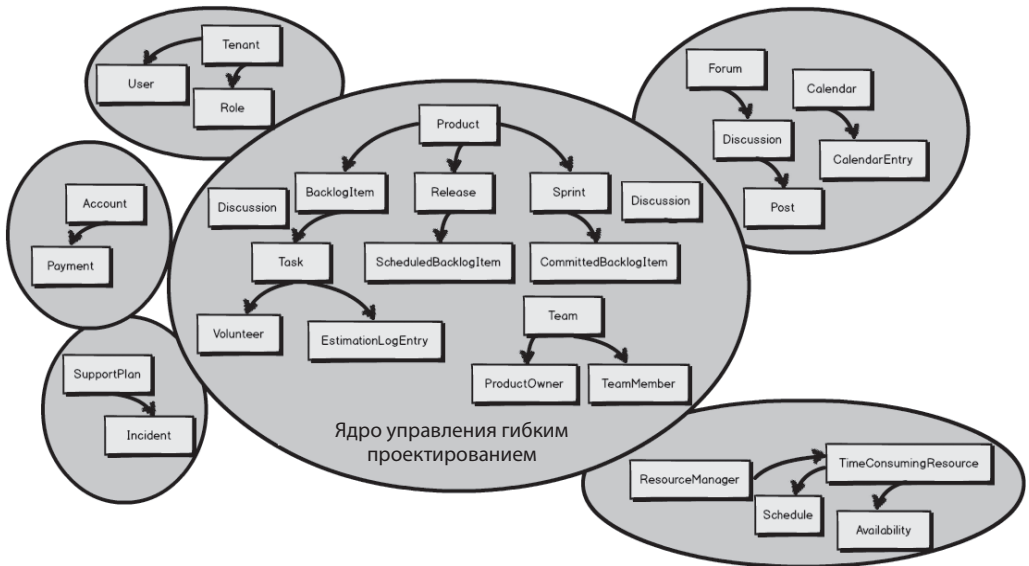 Tenant
User
Role
Forum
Calendar
Discussion
CalendarEntry
Post
Account
Payment
SupportPlan
Incident
Product
BacklogItem
Release
Sprint
Discussion
Discussion
Task
ScheduledBacklogItem
CommittedBacklogItem
Volunteer
EstimationLogEntry
Team
ProductOwner
TeamMember
Ядро управления гибким
проектированием
ResourceManager
TimeConsumingResource
Schedule
Availability